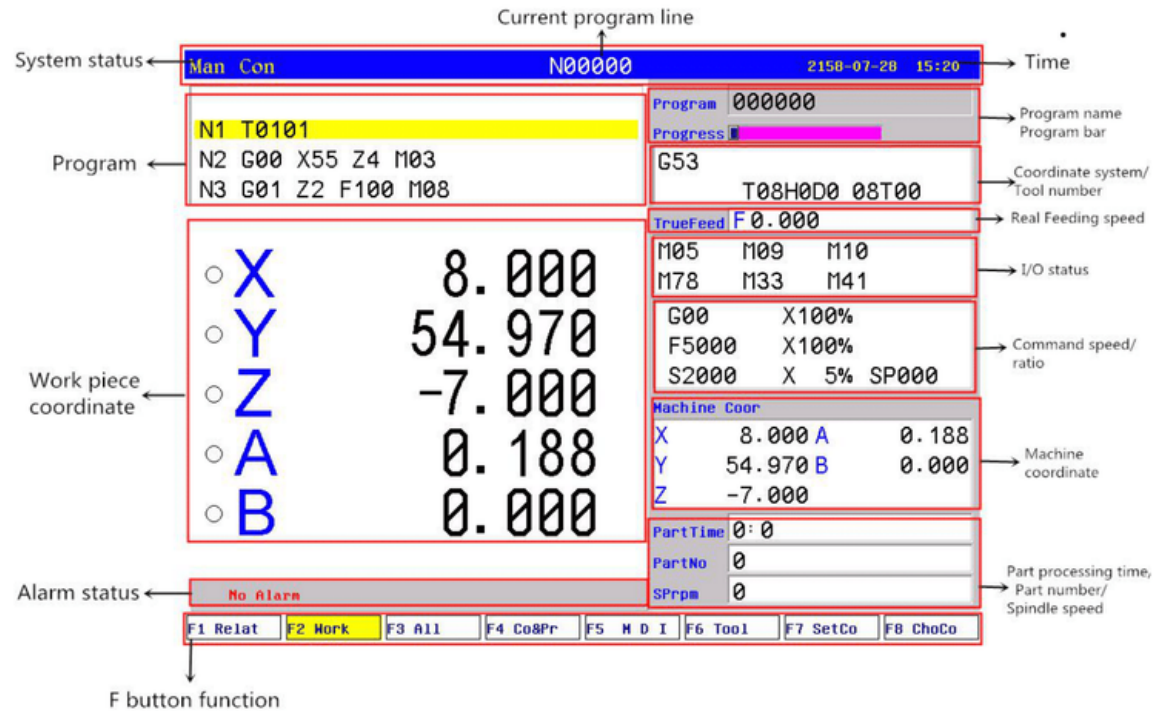 Current program line
System status
Man Con N00000 2158-07-28 15:20
Time
Program
N1 T0101
N2 G00 X55 Z4 M03
N3 G01 Z2 F100 M08
Program 000000
Progress
Program name
Program bar
G53
T08H0D0 08T00
Coordinate system/
Tool number
TrueFeed F 0.000
Real Feeding speed
M05 M09 M10
M78 M33 M41
I/O status
G00 X100%
F5000 X100%
S2000 X 5% SP000
Command speed/
ratio
Work piece
coordinate
X 8.000
Y 54.970
Z -7.000
A 0.188
B 0.000
Machine Coor
X 8.000 A 0.188
Y 54.970 B 0.000
Z -7.000
Machine
coordinate
PartTime 0:0
PartNo 0
SPrpm 0
Part processing time,
Part number/
Spindle speed
Alarm status
No Alarm
F1 Relat F2 Work F3 All F4 Co&Pr F5 M D I F6 Tool F7 SetCo F8 ChoCo
F button function